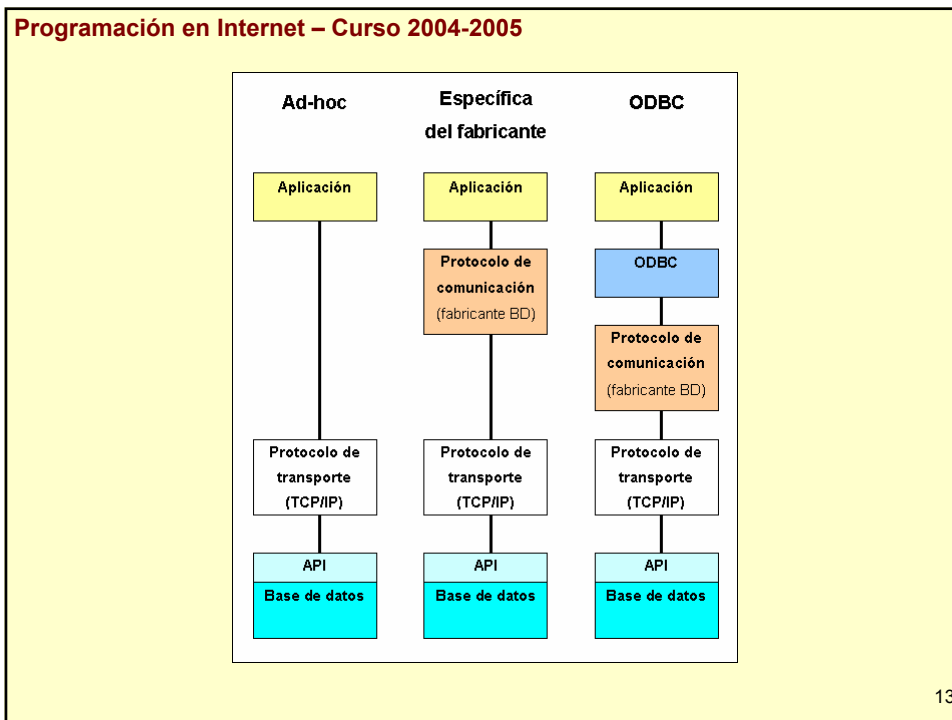 Programación en Internet – Curso 2004-2005
Ad-hoc
Aplicación
Protocolo de
transporte
(TCP/IP)
API
Base de datos
Específica
del fabricante
Aplicación
Protocolo de
comunicación
(fabricante BD)
Protocolo de
transporte
(TCP/IP)
API
Base de datos
ODBC
Aplicación
ODBC
Protocolo de
comunicación
(fabricante BD)
Protocolo de
transporte
(TCP/IP)
API
Base de datos
13